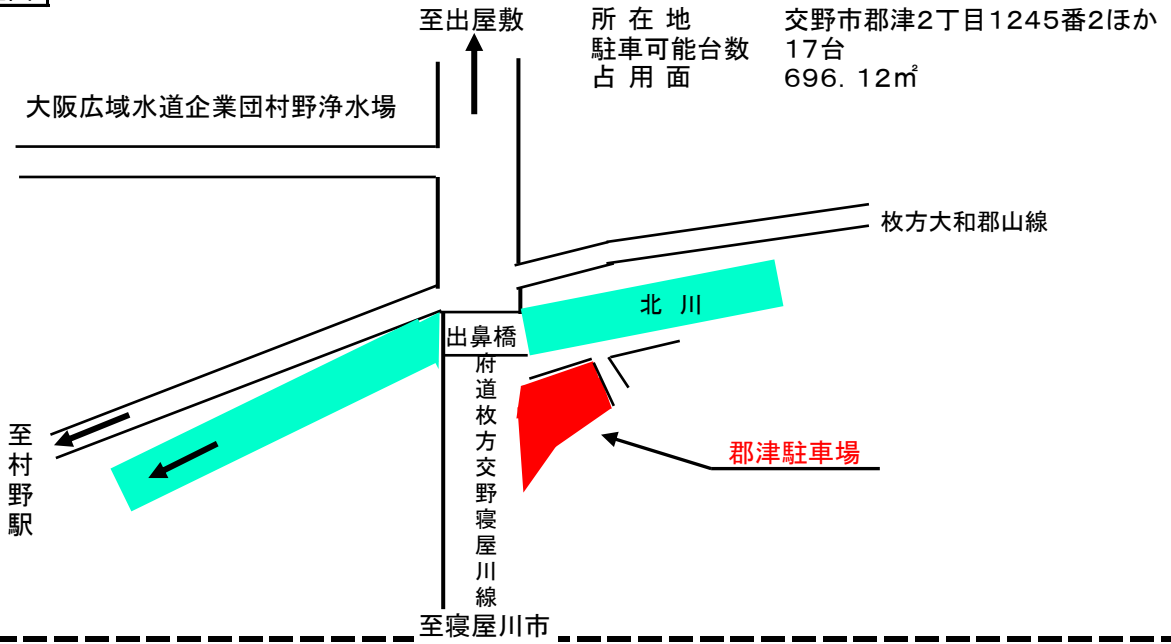 至出屋敷
所在地 交野市郡津2丁目1245番2ほか
駐車可能台数 17台
占用面 696.12㎡
大阪広域水道企業団村野浄水場
枚方大和郡山線
北川
出鼻橋
府道枚方交野寝屋川線
郡津駐車場
至村野駅
至寝屋川市